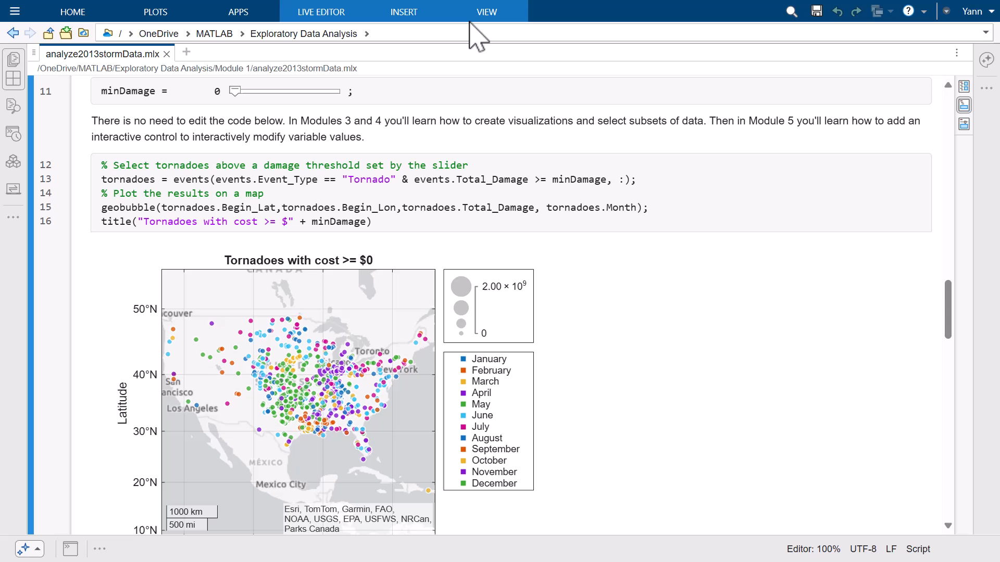 HOME PLOTS APPS LIVE EDITOR INSERT VIEW ? Yann
/ > OneDrive > MATLAB > Exploratory Data Analysis >
analyze2013stormData.mlx
/OneDrive/MATLAB/Exploratory Data Analysis/Module 1/analyze2013stormData.mlx
11 minDamage = 0 ;
There is no need to edit the code below. In Modules 3 and 4 you'll learn how to create visualizations and select subsets of data. Then in Module 5 you'll learn how to add an
interactive control to interactively modify variable values.
12 % Select tornadoes above a damage threshold set by the slider
13 tornadoes = events(events.Event_Type == "Tornado" & events.Total_Damage >= minDamage, :);
14 % Plot the results on a map
15 geobubble(tornadoes.Begin_Lat,tornadoes.Begin_Lon,tornadoes.Total_Damage, tornadoes.Month);
16 title("Tornadoes with cost >= $" + minDamage)
Tornadoes with cost >= $0
CANADA
2.00 × 10⁹
0
50°N
couver
Toronto
40°N
New York
San
ancisco
Los Angeles
30°N
MÉXICO
20°N
Mexico City
10°N
Latitude
1000 km
500 mi
Esri, TomTom, Garmin, FAO,
NOAA, USGS, EPA, USFWS, NRCan,
Parks Canada
January
February
March
April
May
June
July
August
September
October
November
December
Editor: 100% UTF-8 LF Script